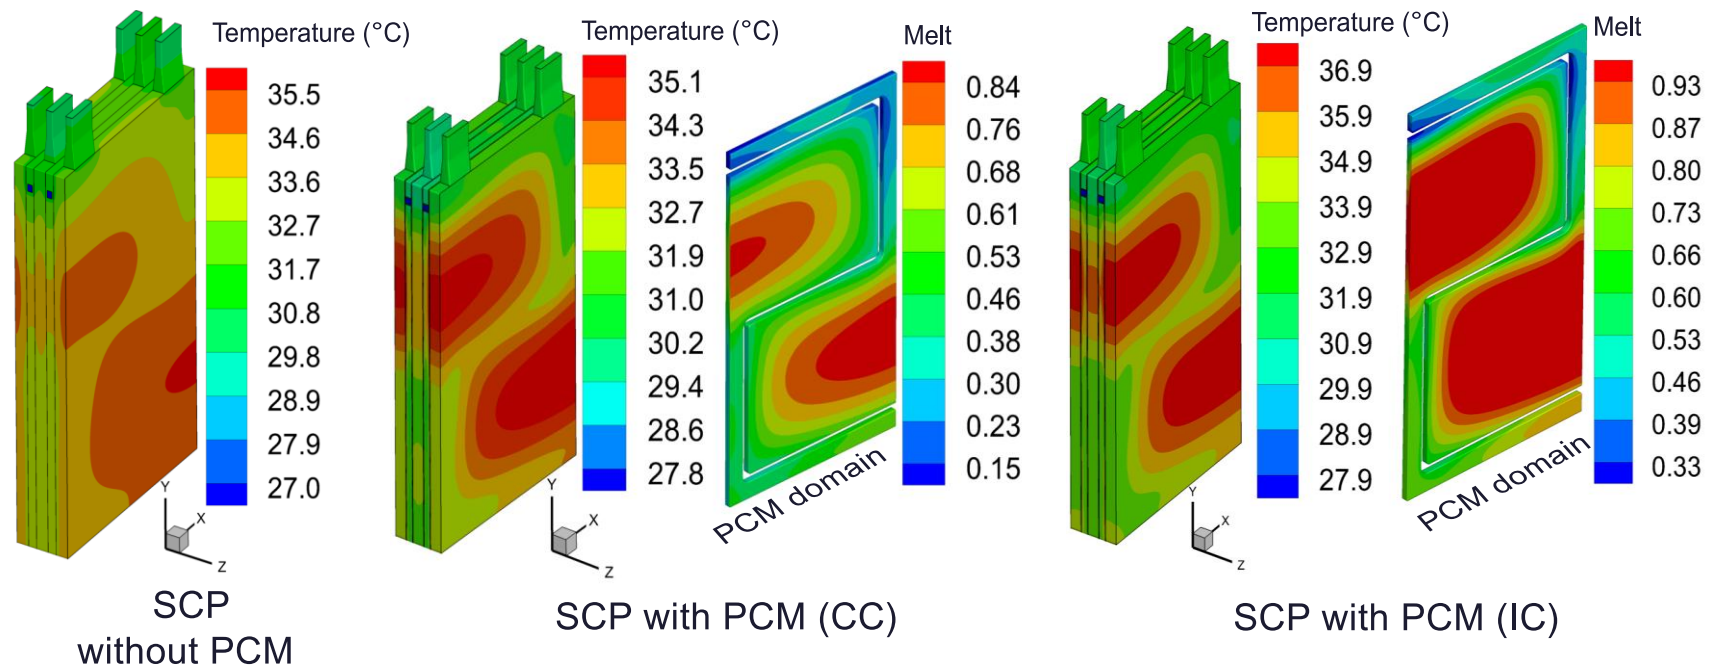 Temperature (°C)
35.5
34.6
33.6
32.7
31.7
30.8
29.8
28.9
27.9
27.0
Y
X
Z
SCP
without PCM
Temperature (°C)
35.1
34.3
33.5
32.7
31.9
31.0
30.2
29.4
28.6
27.8
Y
X
Z
Melt
0.84
0.76
0.68
0.61
0.53
0.46
0.38
0.30
0.23
0.15
PCM domain
SCP with PCM (CC)
Temperature (°C)
36.9
35.9
34.9
33.9
32.9
31.9
30.9
29.9
28.9
27.9
Y
X
Z
Melt
0.93
0.87
0.80
0.73
0.66
0.60
0.53
0.46
0.39
0.33
PCM domain
SCP with PCM (IC)